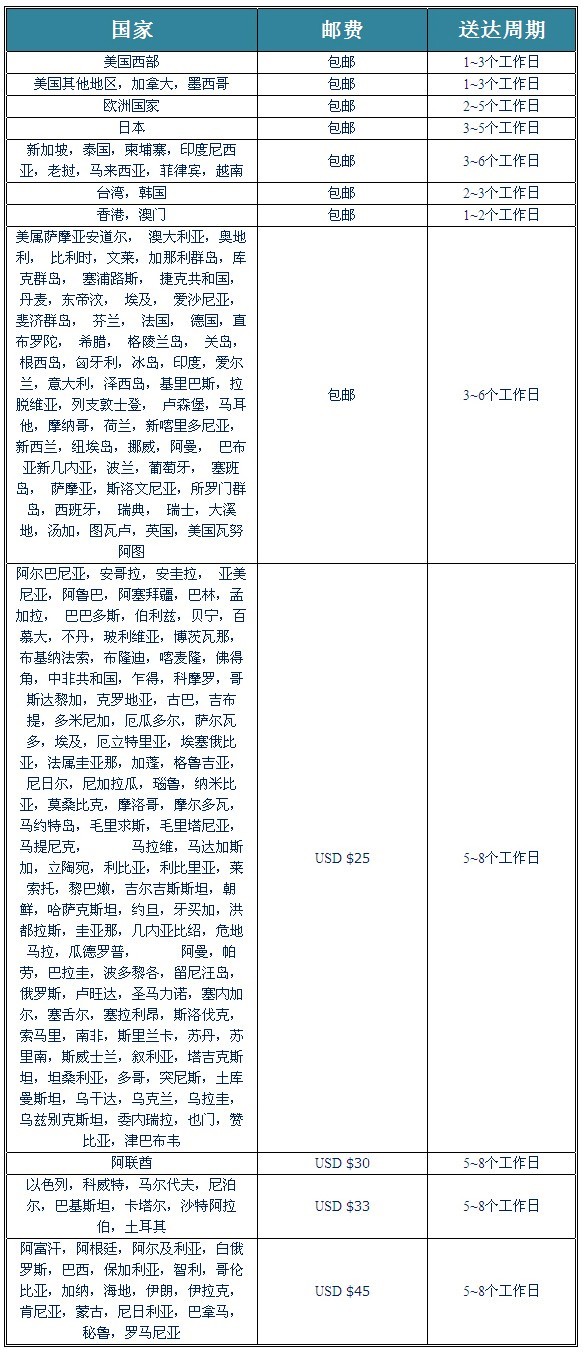 国家 邮费 送达周期
美国西部 包邮 1~3个工作日
美国其他地区，加拿大，墨西哥 包邮 1~3个工作日
欧洲国家 包邮 2~5个工作日
日本 包邮 3~5个工作日
新加坡，泰国，柬埔寨，印度尼西
亚，老挝，马来西亚，菲律宾，越南
包邮 3~6个工作日
台湾，韩国 包邮 2~3个工作日
香港，澳门 包邮 1~2个工作日
美属萨摩亚安道尔， 澳大利亚，奥地
利， 比利时，文莱，加那利群岛，库
克群岛， 塞浦路斯， 捷克共和国，
丹麦，东帝汶， 埃及， 爱沙尼亚，
斐济群岛， 芬兰， 法国， 德国，直
布罗陀， 希腊， 格陵兰岛， 关岛，
根西岛，匈牙利，冰岛，印度，爱尔
兰，意大利，泽西岛，基里巴斯，拉
脱维亚，列支敦士登， 卢森堡，马耳
他，摩纳哥，荷兰，新喀里多尼亚，
新西兰，纽埃岛，挪威，阿曼， 巴布
亚新几内亚，波兰，葡萄牙， 塞班
岛， 萨摩亚，斯洛文尼亚，所罗门群
岛，西班牙， 瑞典， 瑞士，大溪
地，汤加，图瓦卢，英国，美国瓦努
阿图
包邮 3~6个工作日
阿尔巴尼亚，安哥拉，安圭拉， 亚美
尼亚，阿鲁巴，阿塞拜疆，巴林，孟
加拉， 巴巴多斯，伯利兹，贝宁，百
慕大，不丹，玻利维亚，博茨瓦那，
布基纳法索，布隆迪，喀麦隆，佛得
角，中非共和国，乍得，科摩罗，哥
斯达黎加，克罗地亚，古巴，吉布
提，多米尼加，厄瓜多尔，萨尔瓦
多，埃及，厄立特里亚，埃塞俄比
亚，法属圭亚那，加蓬，格鲁吉亚，
尼日尔，尼加拉瓜，瑙鲁，纳米比
亚，莫桑比克，摩洛哥，摩尔多瓦，
马约特岛，毛里求斯，毛里塔尼亚，
马提尼克， 马拉维，马达加斯
加，立陶宛，利比亚，利比里亚，莱
索托，黎巴嫩，吉尔吉斯斯坦，朝
鲜，哈萨克斯坦，约旦，牙买加，洪
都拉斯，圭亚那，几内亚比绍，危地
马拉，瓜德罗普， 阿曼，帕
劳，巴拉圭，波多黎各，留尼汪岛，
俄罗斯，卢旺达，圣马力诺，塞内加
尔，塞舌尔，塞拉利昂，斯洛伐克，
索马里，南非，斯里兰卡，苏丹，苏
里南，斯威士兰，叙利亚，塔吉克斯
坦，坦桑利亚，多哥，突尼斯，土库
曼斯坦，乌干达，乌克兰，乌拉圭，
乌兹别克斯坦，委内瑞拉，也门，赞
比亚，津巴布韦
USD $25 5~8个工作日
阿联酋 USD $30 5~8个工作日
以色列，科威特，马尔代夫，尼泊
尔，巴基斯坦，卡塔尔，沙特阿拉
伯，土耳其
USD $33 5~8个工作日
阿富汗，阿根廷，阿尔及利亚，白俄
罗斯，巴西，保加利亚，智利，哥伦
比亚，加纳，海地，伊朗，伊拉克，
肯尼亚，蒙古，尼日利亚，巴拿马，
秘鲁，罗马尼亚
USD $45 5~8个工作日